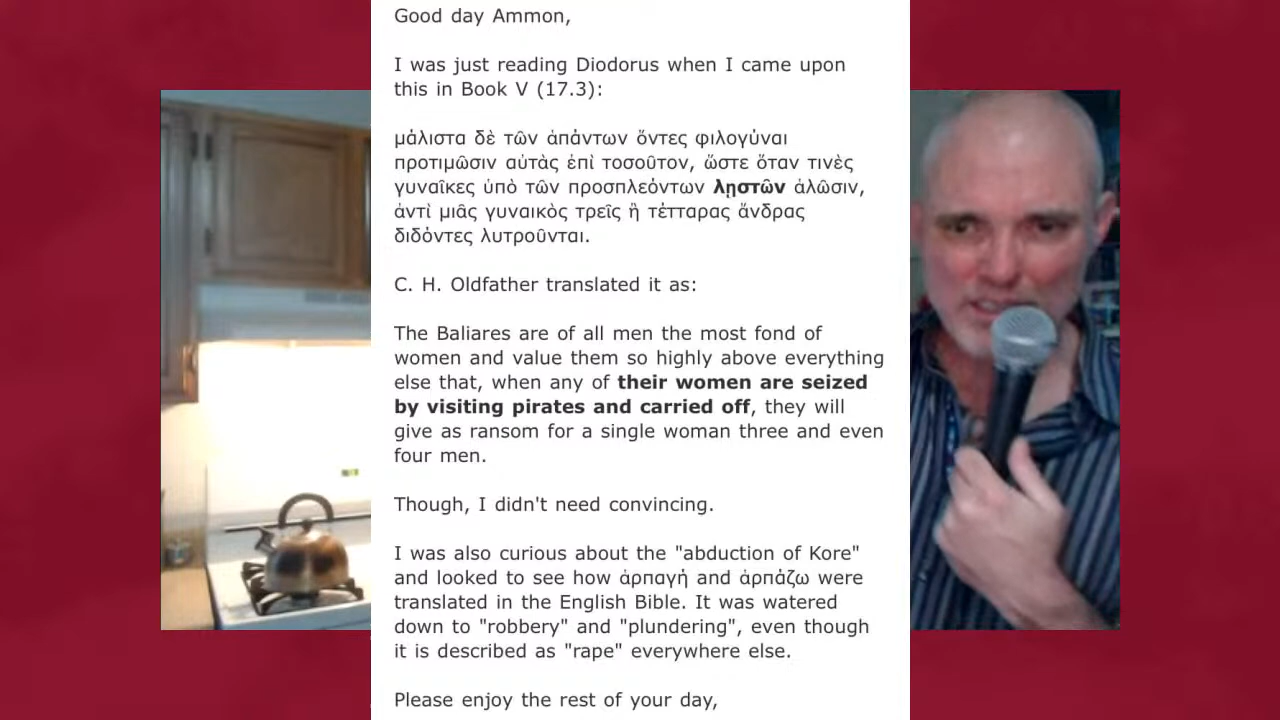 Good day Ammon,
I was just reading Diodorus when I came upon
this in Book V (17.3):
μάλιστα δὲ τῶν ἁπάντων ὄντες φιλογύναι
προτιμῶσιν αὐτὰς ἐπὶ τοσοῦτον, ὥστε ὅταν τινὲς
γυναῖκες ὑπὸ τῶν προσπλεόντων λῃστῶν ἁλῶσιν,
ἀντὶ μιᾶς γυναικὸς τρεῖς ἢ τέτταρας ἄνδρας
διδόντες λυτροῦνται.
C. H. Oldfather translated it as:
The Baliares are of all men the most fond of
women and value them so highly above everything
else that, when any of their women are seized
by visiting pirates and carried off, they will
give as ransom for a single woman three and even
four men.
Though, I didn't need convincing.
I was also curious about the "abduction of Kore"
and looked to see how ἁρπαγή and ἁρπάζω were
translated in the English Bible. It was watered
down to "robbery" and "plundering", even though
it is described as "rape" everywhere else.
Please enjoy the rest of your day,